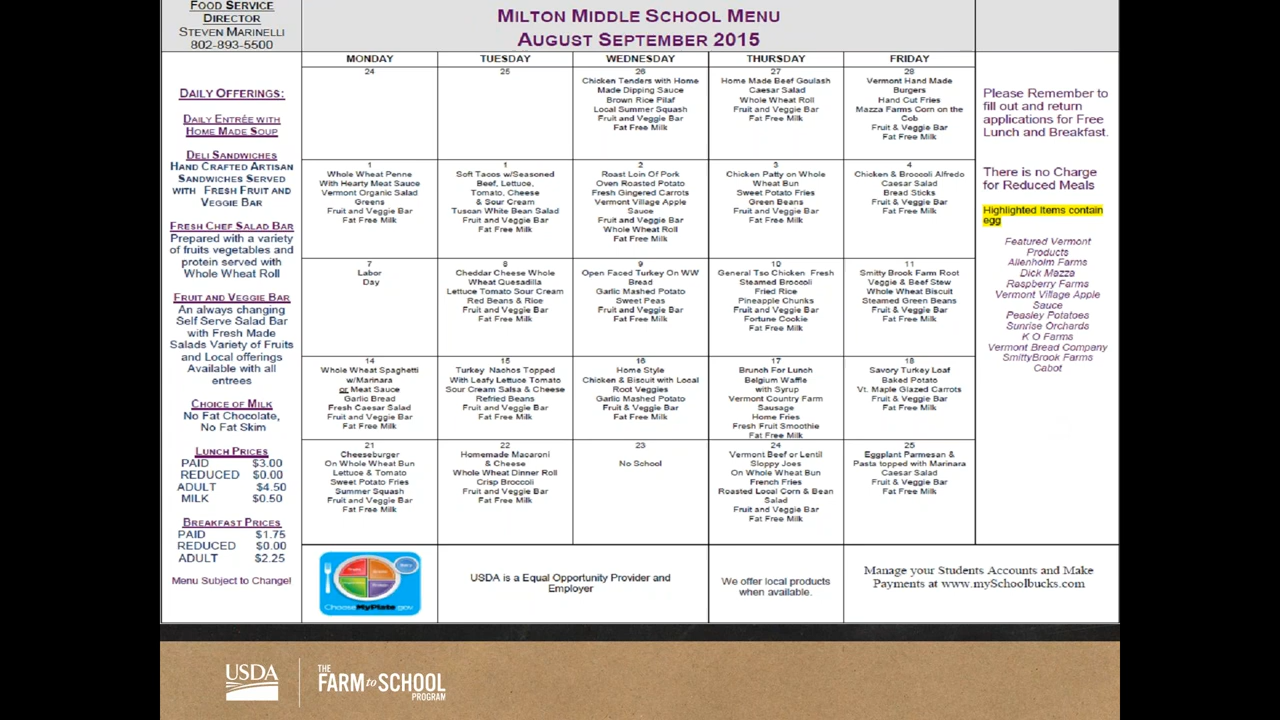 FOOD SERVICE
DIRECTOR
STEVEN MARINELLI
802-893-5500
MILTON MIDDLE SCHOOL MENU
AUGUST SEPTEMBER 2015
DAILY OFFERINGS:
DAILY ENTRÉE WITH
HOME MADE SOUP
DELI SANDWICHES
HAND CRAFTED ARTISAN
SANDWICHES SERVED
WITH FRESH FRUIT AND
VEGGIE BAR
FRESH CHEF SALAD BAR
Prepared with a variety
of fruits vegetables and
protein served with
Whole Wheat Roll
FRUIT AND VEGGIE BAR
An always changing
Self Serve Salad Bar
with Fresh Made
Salads Variety of Fruits
and Local offerings
Available with all
entrees
CHOICE OF MILK
No Fat Chocolate,
No Fat Skim
LUNCH PRICES
PAID $3.00
REDUCED $0.00
ADULT $4.50
MILK $0.50
BREAKFAST PRICES
PAID $1.75
REDUCED $0.00
ADULT $2.25
Menu Subject to Change!
MONDAY TUESDAY WEDNESDAY THURSDAY FRIDAY
24
25
26
Chicken Tenders with Home
Made Dipping Sauce
Brown Rice Pilaf
Local Summer Squash
Fruit and Veggie Bar
Fat Free Milk
27
Home Made Beef Goulash
Caesar Salad
Whole Wheat Roll
Fruit and Veggie Bar
Fat Free Milk
28
Vermont Hand Made
Burgers
Hand Cut Fries
Mazza Farms Corn on the
Cob
Fruit & Veggie Bar
Fat Free Milk
1
Whole Wheat Penne
With Hearty Meat Sauce
Vermont Organic Salad
Greens
Fruit and Veggie Bar
Fat Free Milk
1
Soft Tacos w/Seasoned
Beef, Lettuce,
Tomato, Cheese
& Sour Cream
Tuscan White Bean Salad
Fruit and Veggie Bar
Fat Free Milk
2
Roast Loin Of Pork
Oven Roasted Potato
Fresh Gingered Carrots
Vermont Village Apple
Sauce
Fruit and Veggie Bar
Whole Wheat Roll
Fat Free Milk
3
Chicken Patty on Whole
Wheat Bun
Sweet Potato Fries
Green Beans
Fruit and Veggie Bar
Fat Free Milk
4
Chicken & Broccoli Alfredo
Caesar Salad
Bread Sticks
Fruit & Veggie Bar
Fat Free Milk
7
Labor
Day
8
Cheddar Cheese Whole
Wheat Quesadilla
Lettuce Tomato Sour Cream
Red Beans & Rice
Fruit and Veggie Bar
Fat Free Milk
9
Open Faced Turkey On WW
Bread
Garlic Mashed Potato
Sweet Peas
Fruit and Veggie Bar
Fat Free Milk
10
General Tso Chicken Fresh
Steamed Broccoli
Fried Rice
Pineapple Chunks
Fruit and Veggie Bar
Fortune Cookie
Fat Free Milk
11
Smitty Brook Farm Root
Veggie & Beef Stew
Whole Wheat Biscuit
Steamed Green Beans
Fruit & Veggie Bar
Fat Free Milk
14
Whole Wheat Spaghetti
w/Marinara
or Meat Sauce
Garlic Bread
Fresh Caesar Salad
Fruit and Veggie Bar
Fat Free Milk
15
Turkey Nachos Topped
With Leafy Lettuce Tomato
Sour Cream Salsa & Cheese
Refried Beans
Fruit and Veggie Bar
Fat Free Milk
16
Home Style
Chicken & Biscuit with Local
Root Veggies
Garlic Mashed Potato
Fruit & Veggie Bar
Fat Free Milk
17
Brunch For Lunch
Belgium Waffle
with Syrup
Vermont Country Farm
Sausage
Home Fries
Fresh Fruit Smoothie
Fat Free Milk
18
Savory Turkey Loaf
Baked Potato
Vt. Maple Glazed Carrots
Fruit & Veggie Bar
Fat Free Milk
21
Cheeseburger
On Whole Wheat Bun
Lettuce & Tomato
Sweet Potato Fries
Summer Squash
Fruit and Veggie Bar
Fat Free Milk
22
Homemade Macaroni
& Cheese
Whole Wheat Dinner Roll
Crisp Broccoli
Fruit and Veggie Bar
Fat Free Milk
23
No School
24
Vermont Beef or Lentil
Sloppy Joes
On Whole Wheat Bun
French Fries
Roasted Local Corn & Bean
Salad
Fruit and Veggie Bar
Fat Free Milk
25
Eggplant Parmesan &
Pasta topped with Marinara
Caesar Salad
Fruit & Veggie Bar
Fat Free Milk
Please Remember to
fill out and return
applications for Free
Lunch and Breakfast.
There is no Charge
for Reduced Meals
Highlighted Items contain
egg
Featured Vermont
Products
Allenholm Farms
Dick Mazza
Raspberry Farms
Vermont Village Apple
Sauce
Peasley Potatoes
Sunrise Orchards
K O Farms
Vermont Bread Company
SmittyBrook Farms
Cabot
ChooseMyPlate.gov
USDA is a Equal Opportunity Provider and
Employer
We offer local products
when available.
Manage your Students Accounts and Make
Payments at www.mySchoolbucks.com
USDA
THE
FARM to SCHOOL
PROGRAM